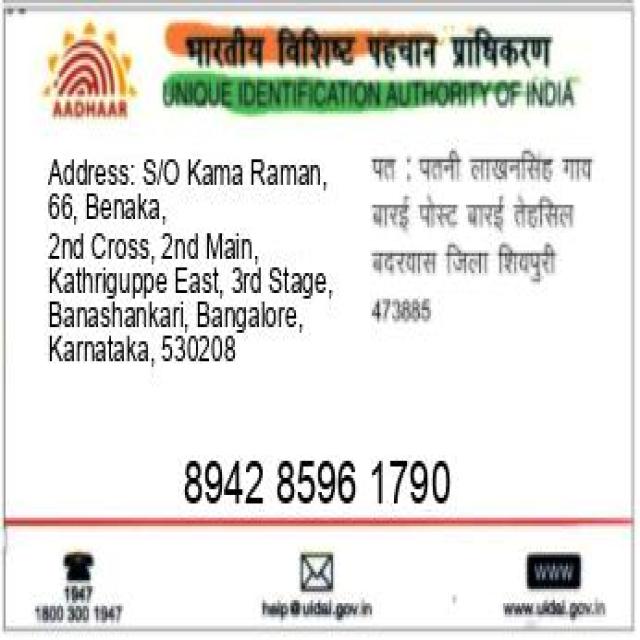 भारतीय विशिष्ट पहचान प्राधिकरण
UNIQUE IDENTIFICATION AUTHORITY OF INDIA
AADHAAR
Address: S/O Kama Raman,
66, Benaka,
2nd Cross, 2nd Main,
Kathriguppe East, 3rd Stage,
Banashankari, Bangalore,
Karnataka, 530208
पत : पतनी लाखनसिंह गाव
बारई पोस्ट बारई तेहसिल
बदरवास जिला शिवपुरी
473885
8942 8596 1790
1947
1800 300 1947
help@uidai.gov.in
www
www.uidai.gov.in